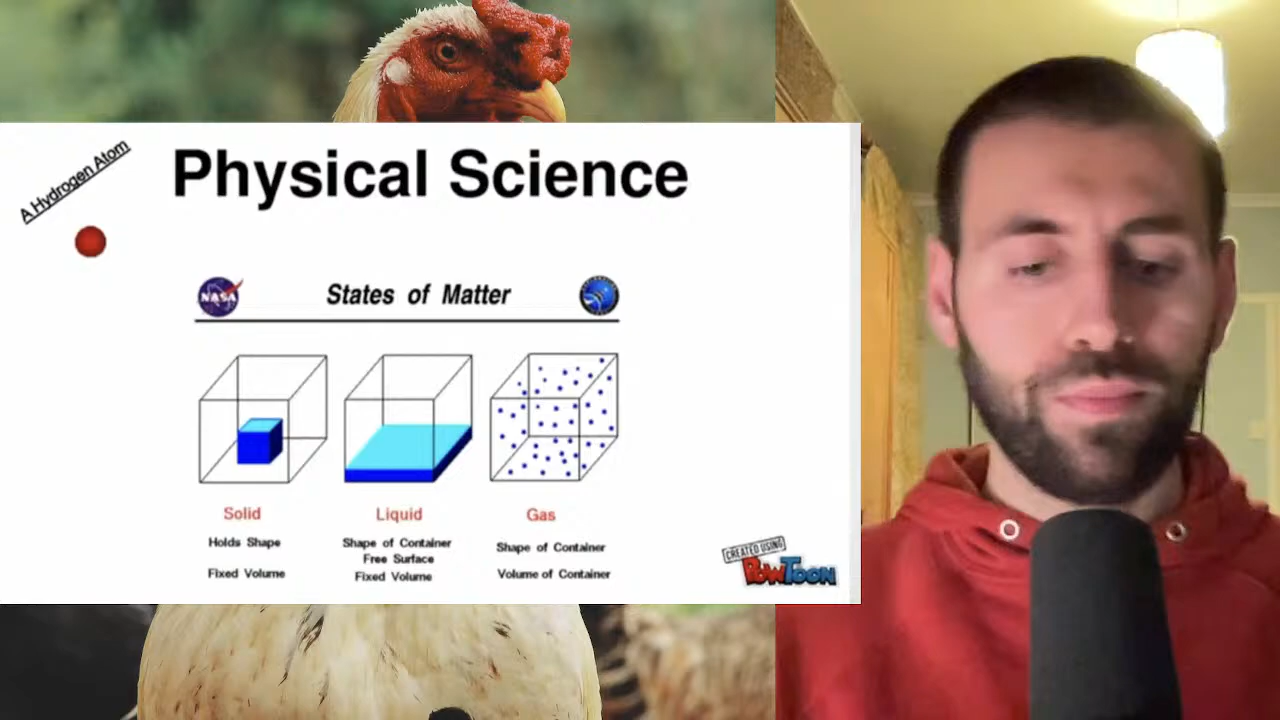 A Hydrogen Atom
Physical Science
NASA
States of Matter
Solid
Holds Shape
Fixed Volume
Liquid
Shape of Container
Free Surface
Fixed Volume
Gas
Shape of Container
Volume of Container
CREATED USING
POWTOON